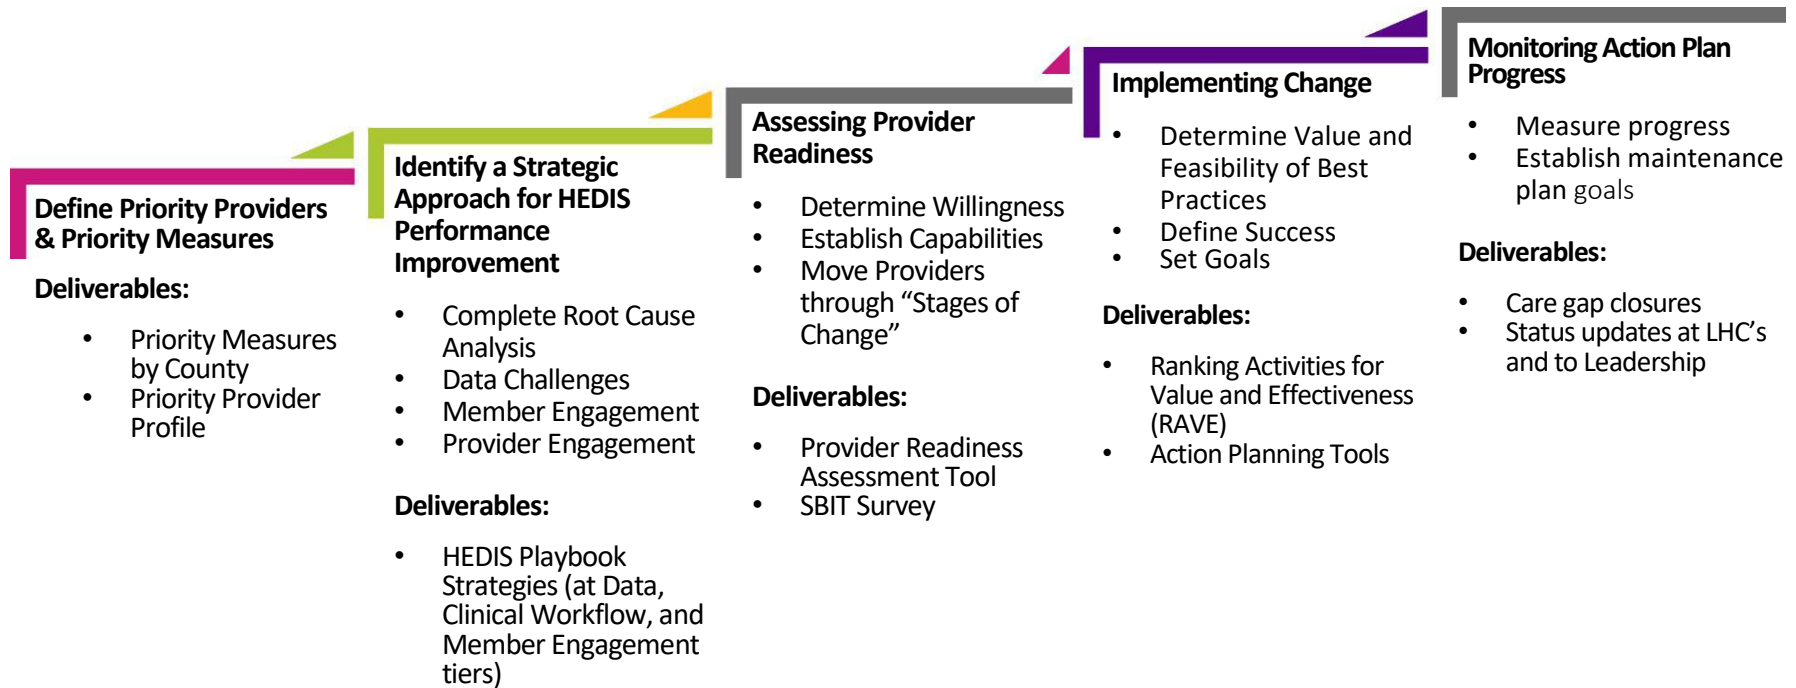 Define Priority Providers
& Priority Measures
Deliverables:
• Priority Measures
by County
• Priority Provider
Profile
Identify a Strategic
Approach for HEDIS
Performance
Improvement
• Complete Root Cause
Analysis
• Data Challenges
• Member Engagement
• Provider Engagement
Deliverables:
• HEDIS Playbook
Strategies (at Data,
Clinical Workflow, and
Member Engagement
tiers)
Assessing Provider
Readiness
• Determine Willingness
• Establish Capabilities
• Move Providers
through “Stages of
Change”
Deliverables:
• Provider Readiness
Assessment Tool
• SBIT Survey
Implementing Change
• Determine Value and
Feasibility of Best
Practices
• Define Success
• Set Goals
Deliverables:
• Ranking Activities for
Value and Effectiveness
(RAVE)
• Action Planning Tools
Monitoring Action Plan
Progress
• Measure progress
• Establish maintenance
plan goals
Deliverables:
• Care gap closures
• Status updates at LHC’s
and to Leadership